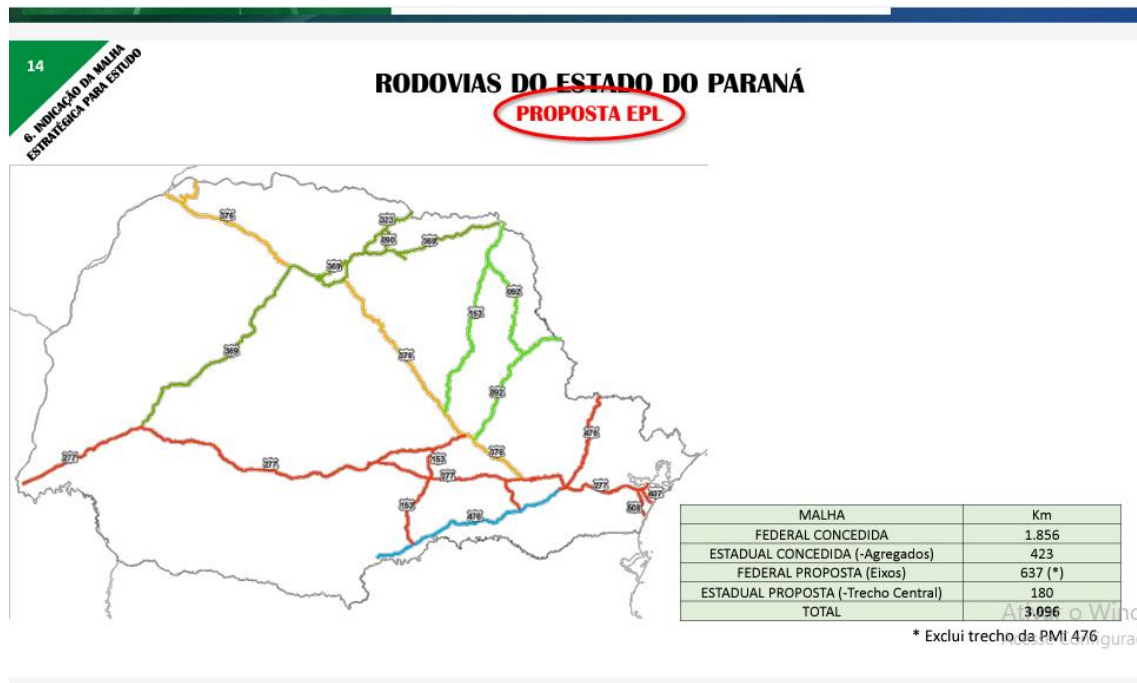 14
6. INDICAÇÃO DA MALHA
ESTRATÉGICA PARA ESTUDO
RODOVIAS DO ESTADO DO PARANÁ
PROPOSTA EPL
376
323
090
369
369
092
153
369
376
092
476
277
277
153
376
277
277
407
508
153
476
MALHA Km
FEDERAL CONCEDIDA 1.856
ESTADUAL CONCEDIDA (-Agregados) 423
FEDERAL PROPOSTA (Eixos) 637 (*)
ESTADUAL PROPOSTA (-Trecho Central) 180
TOTAL 3.096
* Exclui trecho da PMI 476